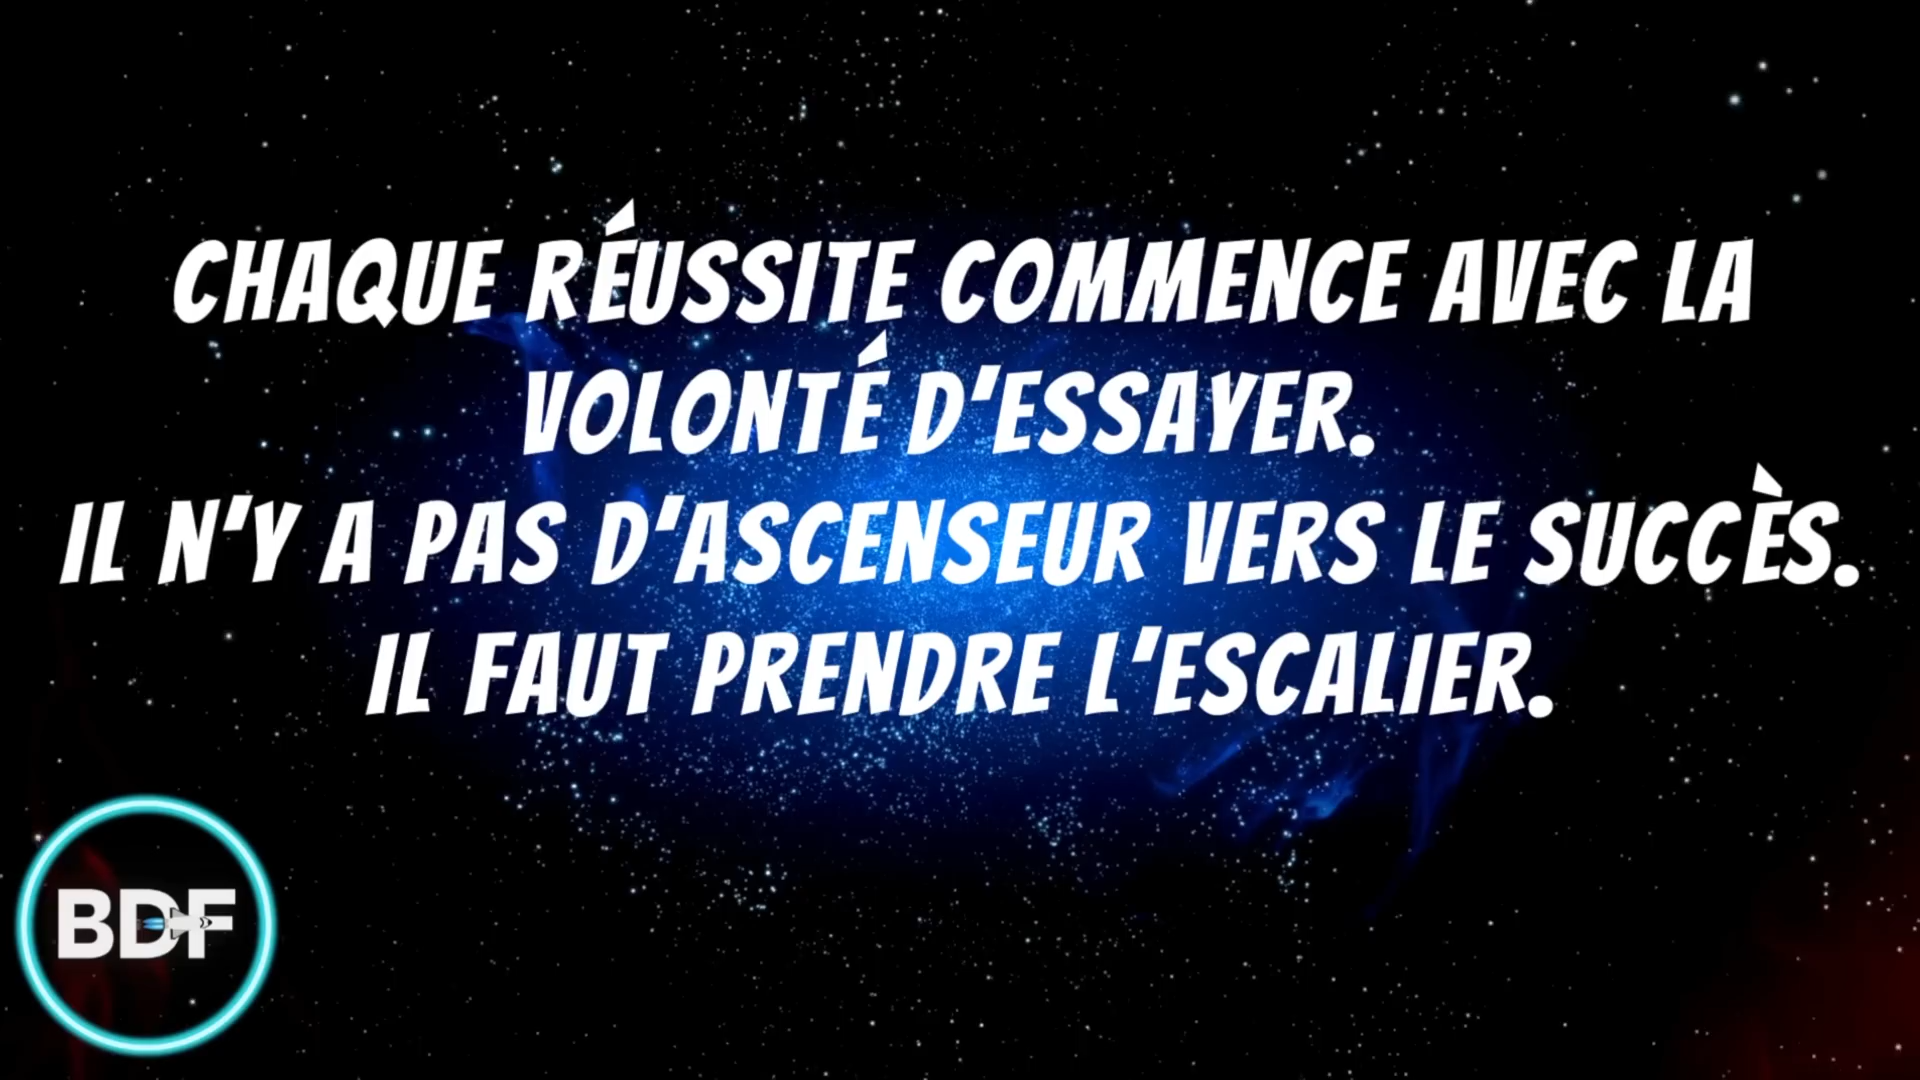 CHAQUE RÉUSSITE COMMENCE AVEC LA
VOLONTÉ D'ESSAYER.
IL N'Y A PAS D'ASCENSEUR VERS LE SUCCÈS.
IL FAUT PRENDRE L'ESCALIER.
BDF